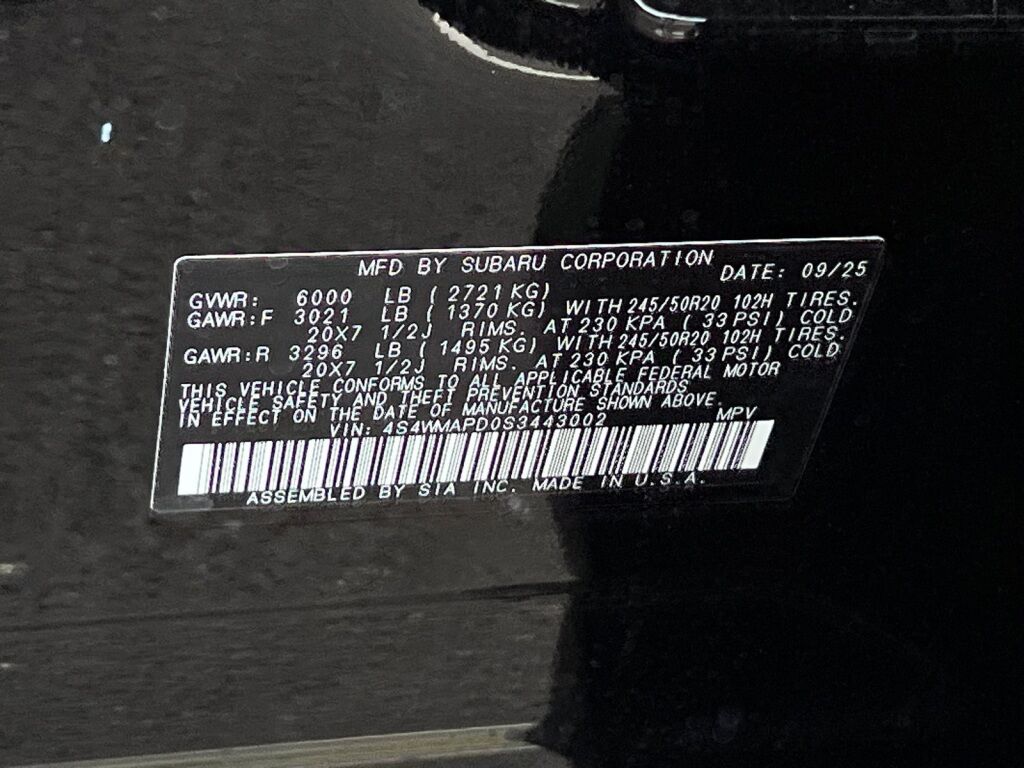 MFD BY SUBARU CORPORATION DATE: 09/25
GVWR: 6000 LB ( 2721 KG)
GAWR:F 3021 LB ( 1370 KG) WITH 245/50R20 102H TIRES.
20X7 1/2J RIMS. AT 230 KPA ( 33 PSI) COLD
GAWR:R 3296 LB ( 1495 KG) WITH 245/50R20 102H TIRES.
20X7 1/2J RIMS. AT 230 KPA ( 33 PSI) COLD
THIS VEHICLE CONFORMS TO ALL APPLICABLE FEDERAL MOTOR
VEHICLE SAFETY AND THEFT PREVENTION STANDARDS
IN EFFECT ON THE DATE OF MANUFACTURE SHOWN ABOVE.
VIN: 4S4WMAPD0S3443002 MPV
ASSEMBLED BY SIA INC. MADE IN U.S.A.